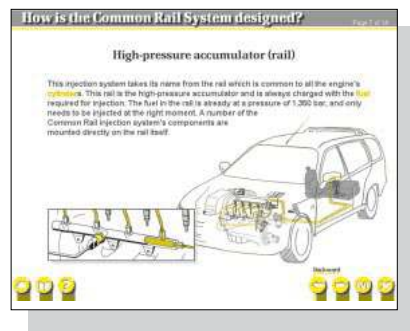 How is the Common Rail System designed?
Page 7 of 14
High-pressure accumulator (rail)
This injection system takes its name from the rail which is common to all the engine's
cylinders. This rail is the high-pressure accumulator and is always charged with the fuel
required for injection. The fuel in the rail is already at a pressure of 1,350 bar, and only
needs to be injected at the right moment. A number of the
Common Rail injection system's components are
mounted directly on the rail itself.
Backward